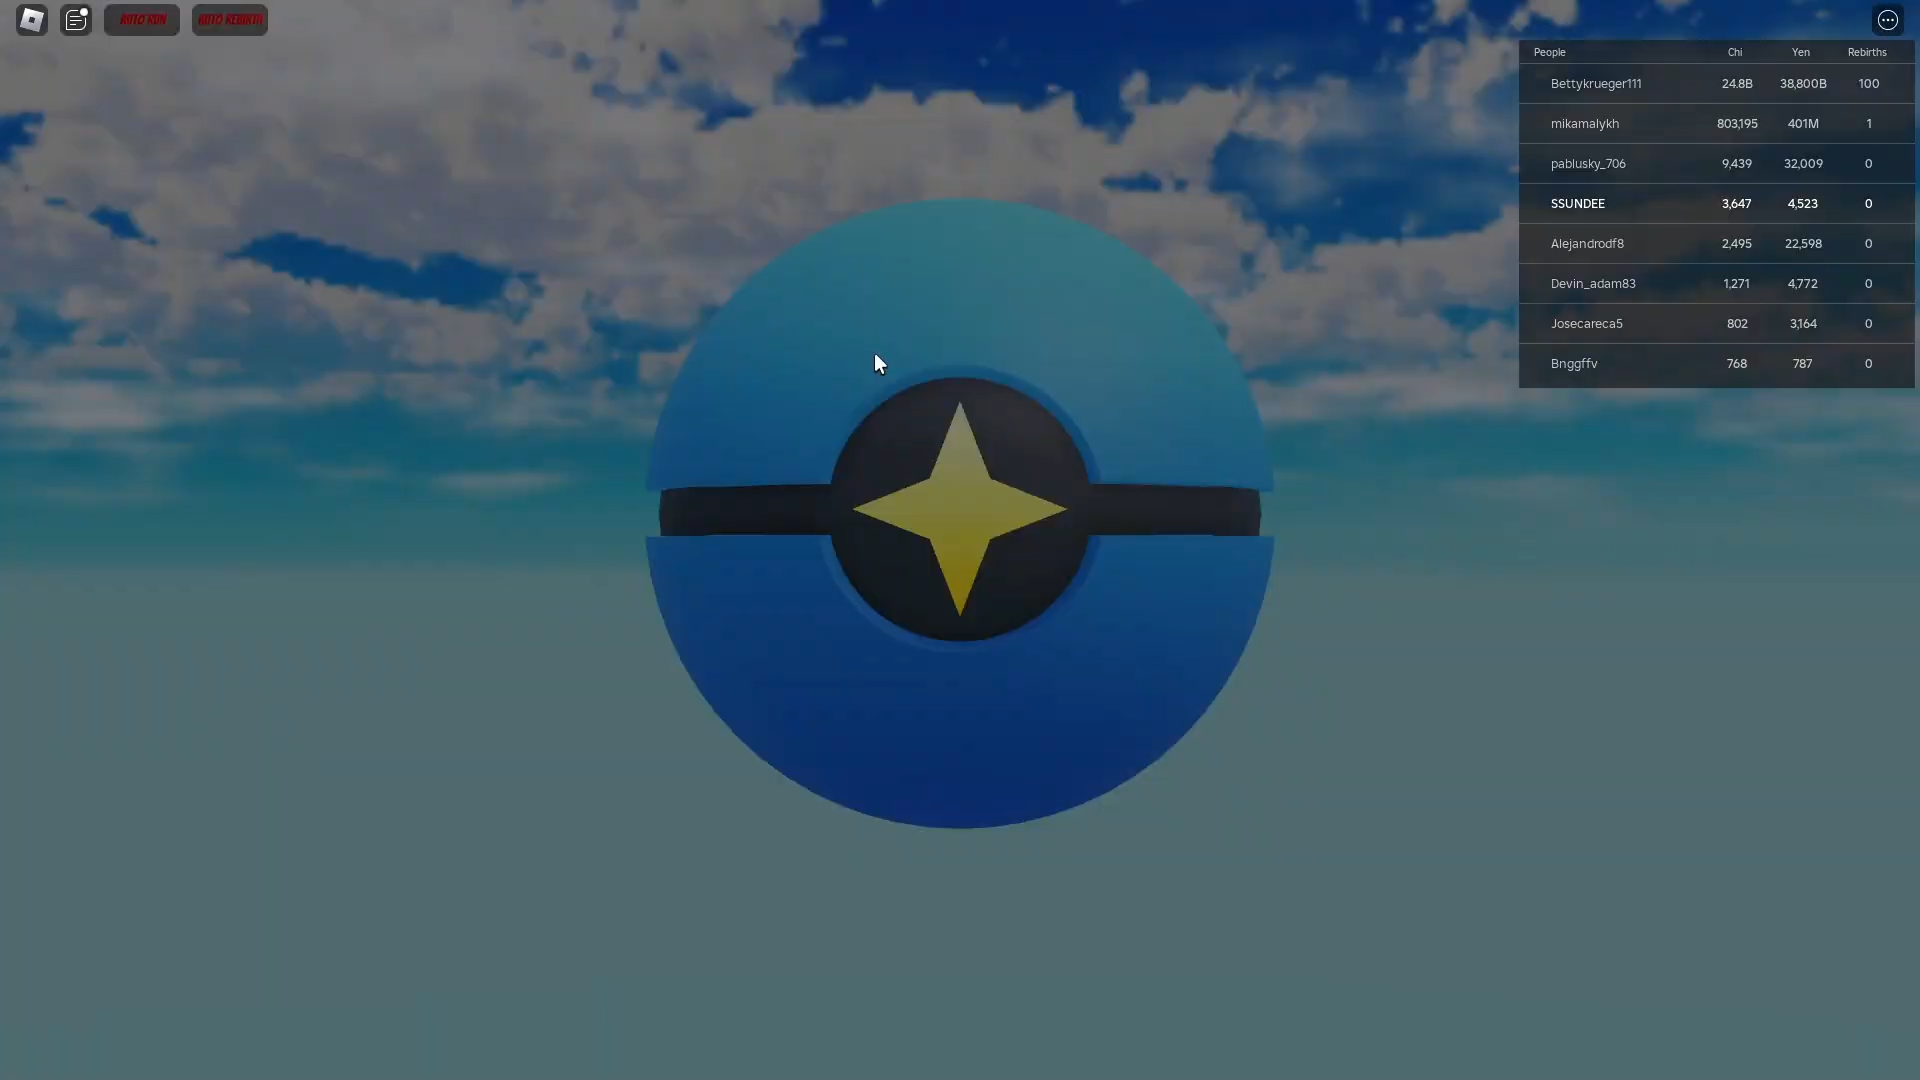 AUTO RUN AUTO REBIRTH
People Chi Yen Rebirths
Bettykrueger111 24.8B 38,800B 100
mikamalykh 803,195 401M 1
pablusky_706 9,439 32,009 0
SSUNDEE 3,647 4,523 0
Alejandrodf8 2,495 22,598 0
Devin_adam83 1,271 4,772 0
Josecareca5 802 3,164 0
Bnggffv 768 787 0